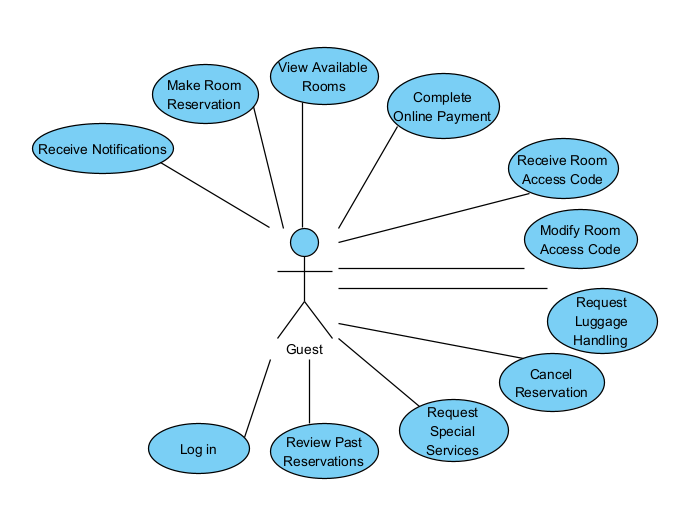 View Available
Rooms
Make Room
Reservation
Complete
Online Payment
Receive Notifications
Receive Room
Access Code
Modify Room
Access Code
Request
Luggage
Handling
Guest
Cancel
Reservation
Request
Special
Services
Log in
Review Past
Reservations